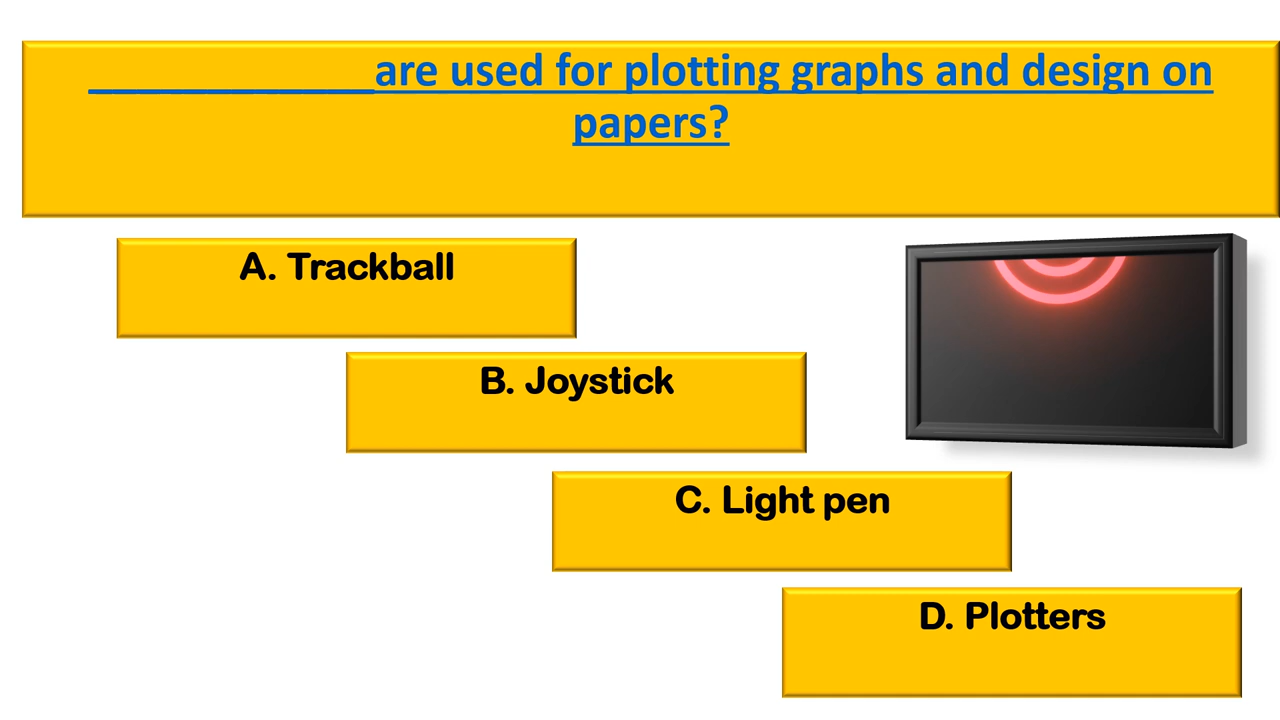 ______________are used for plotting graphs and design on
papers?
A. Trackball
B. Joystick
C. Light pen
D. Plotters